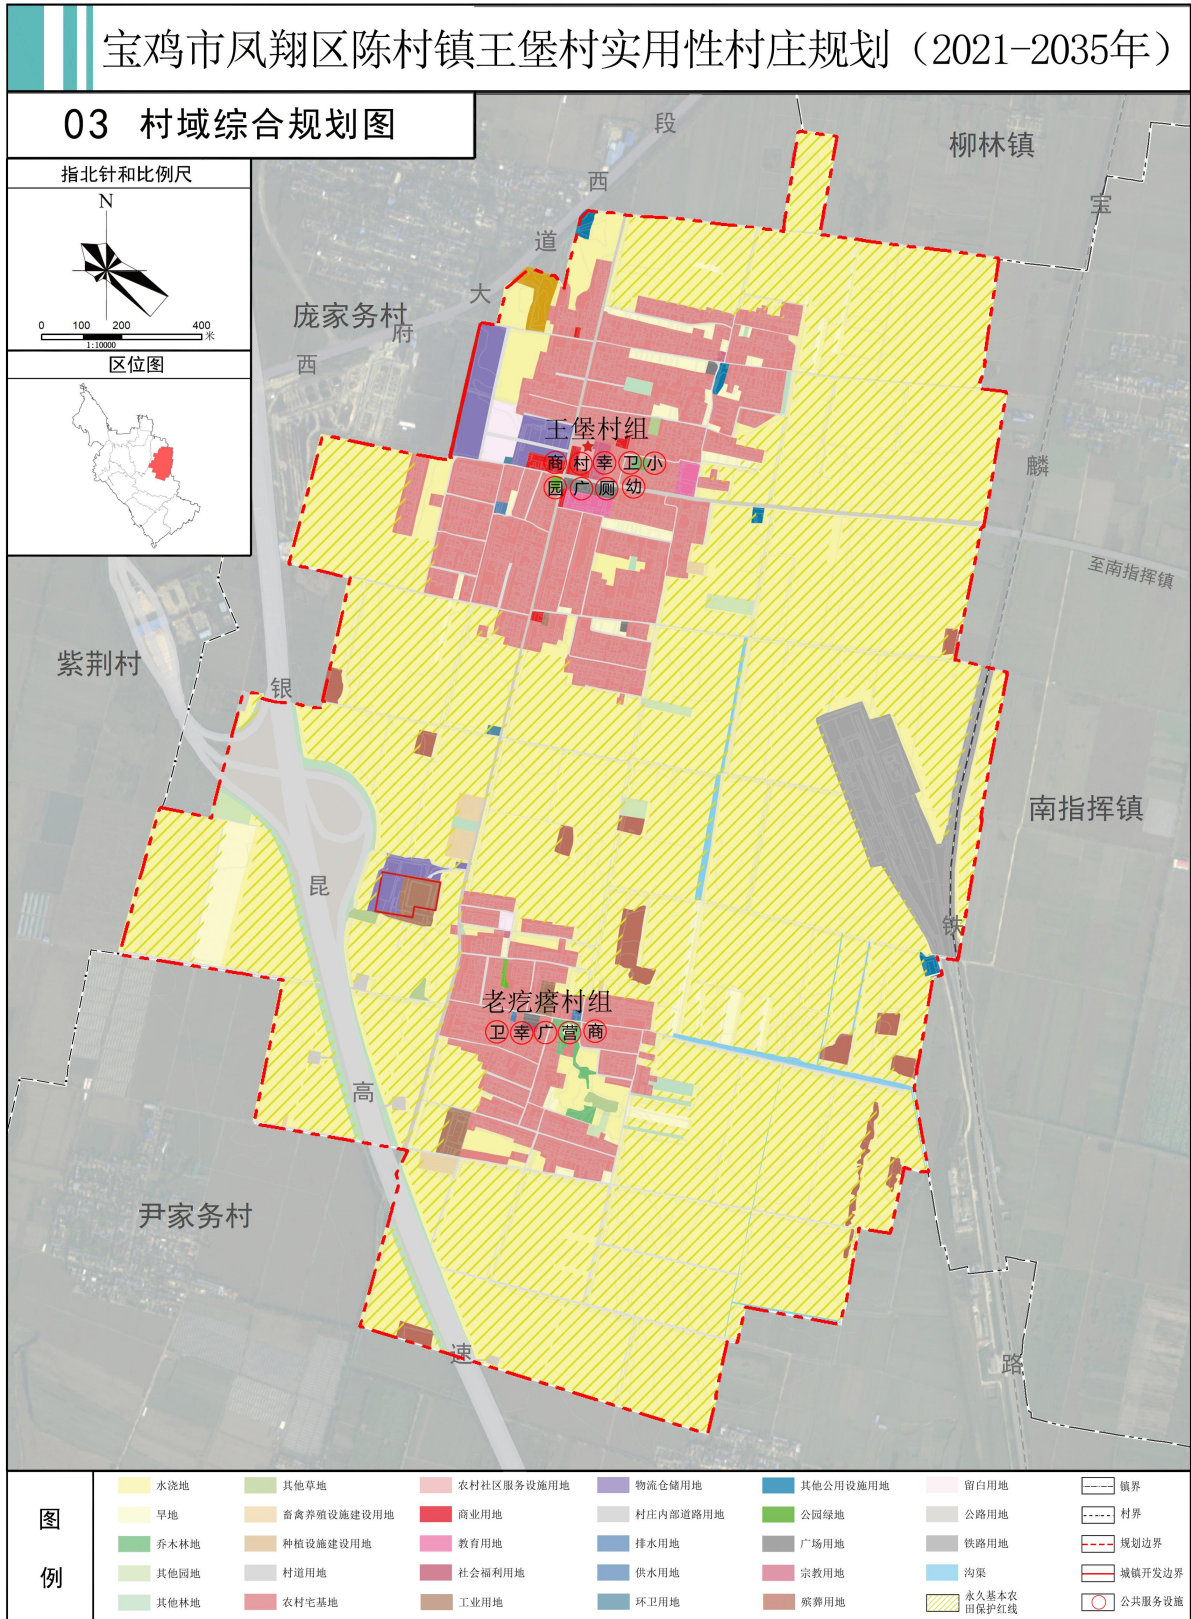 宝鸡市凤翔区陈村镇王堡村实用性村庄规划（2021-2035年）
03 村域综合规划图
指北针和比例尺
N
0 100 200 400
米
1:10000
区位图
段
西
道
大
府
西
柳林镇
宝
麟
铁
路
庞家务村
王堡村组
商 村 幸 卫 小
园 广 厕 幼
至南指挥镇
紫荆村
银
昆
高
速
南指挥镇
老疙瘩村组
卫 幸 广 营 商
尹家务村
图例
水浇地
旱地
乔木林地
其他园地
其他林地
其他草地
畜禽养殖设施建设用地
种植设施建设用地
村道用地
农村宅基地
农村社区服务设施用地
商业用地
教育用地
社会福利用地
工业用地
物流仓储用地
村庄内部道路用地
排水用地
供水用地
环卫用地
其他公用设施用地
公园绿地
广场用地
宗教用地
殡葬用地
留白用地
公路用地
铁路用地
沟渠
永久基本农
田保护红线
镇界
村界
规划边界
城镇开发边界
公共服务设施